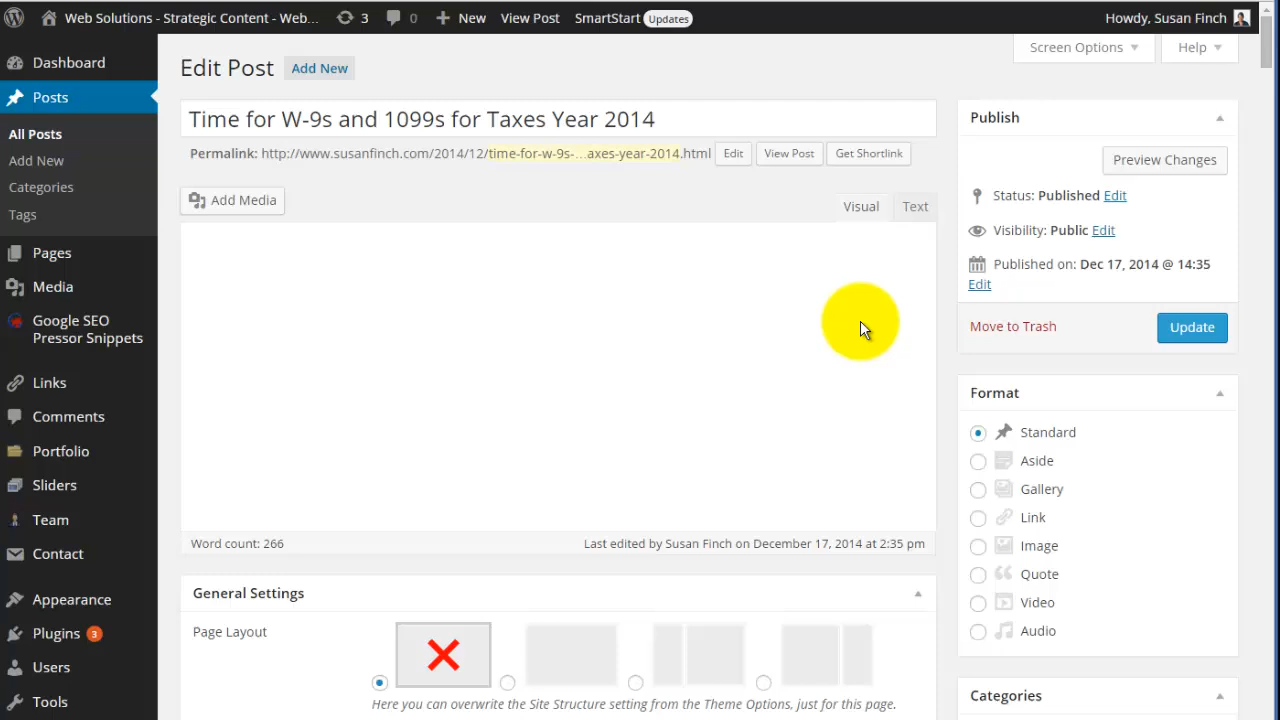 Web Solutions - Strategic Content - Web... 3 0 New View Post SmartStart Updates Howdy, Susan Finch
Screen Options Help
Dashboard
Posts
All Posts
Add New
Categories
Tags
Pages
Media
Google SEO
Pressor Snippets
Links
Comments
Portfolio
Sliders
Team
Contact
Appearance
Plugins 3
Users
Tools
Edit Post Add New
Time for W-9s and 1099s for Taxes Year 2014
Permalink: http://www.susanfinch.com/2014/12/time-for-w-9s-...axes-year-2014.html Edit View Post Get Shortlink
Add Media Visual Text
Word count: 266 Last edited by Susan Finch on December 17, 2014 at 2:35 pm
General Settings
Page Layout
Here you can overwrite the Site Structure setting from the Theme Options, just for this page.
Publish
Preview Changes
Status: Published Edit
Visibility: Public Edit
Published on: Dec 17, 2014 @ 14:35
Edit
Move to Trash Update
Format
Standard
Aside
Gallery
Link
Image
Quote
Video
Audio
Categories